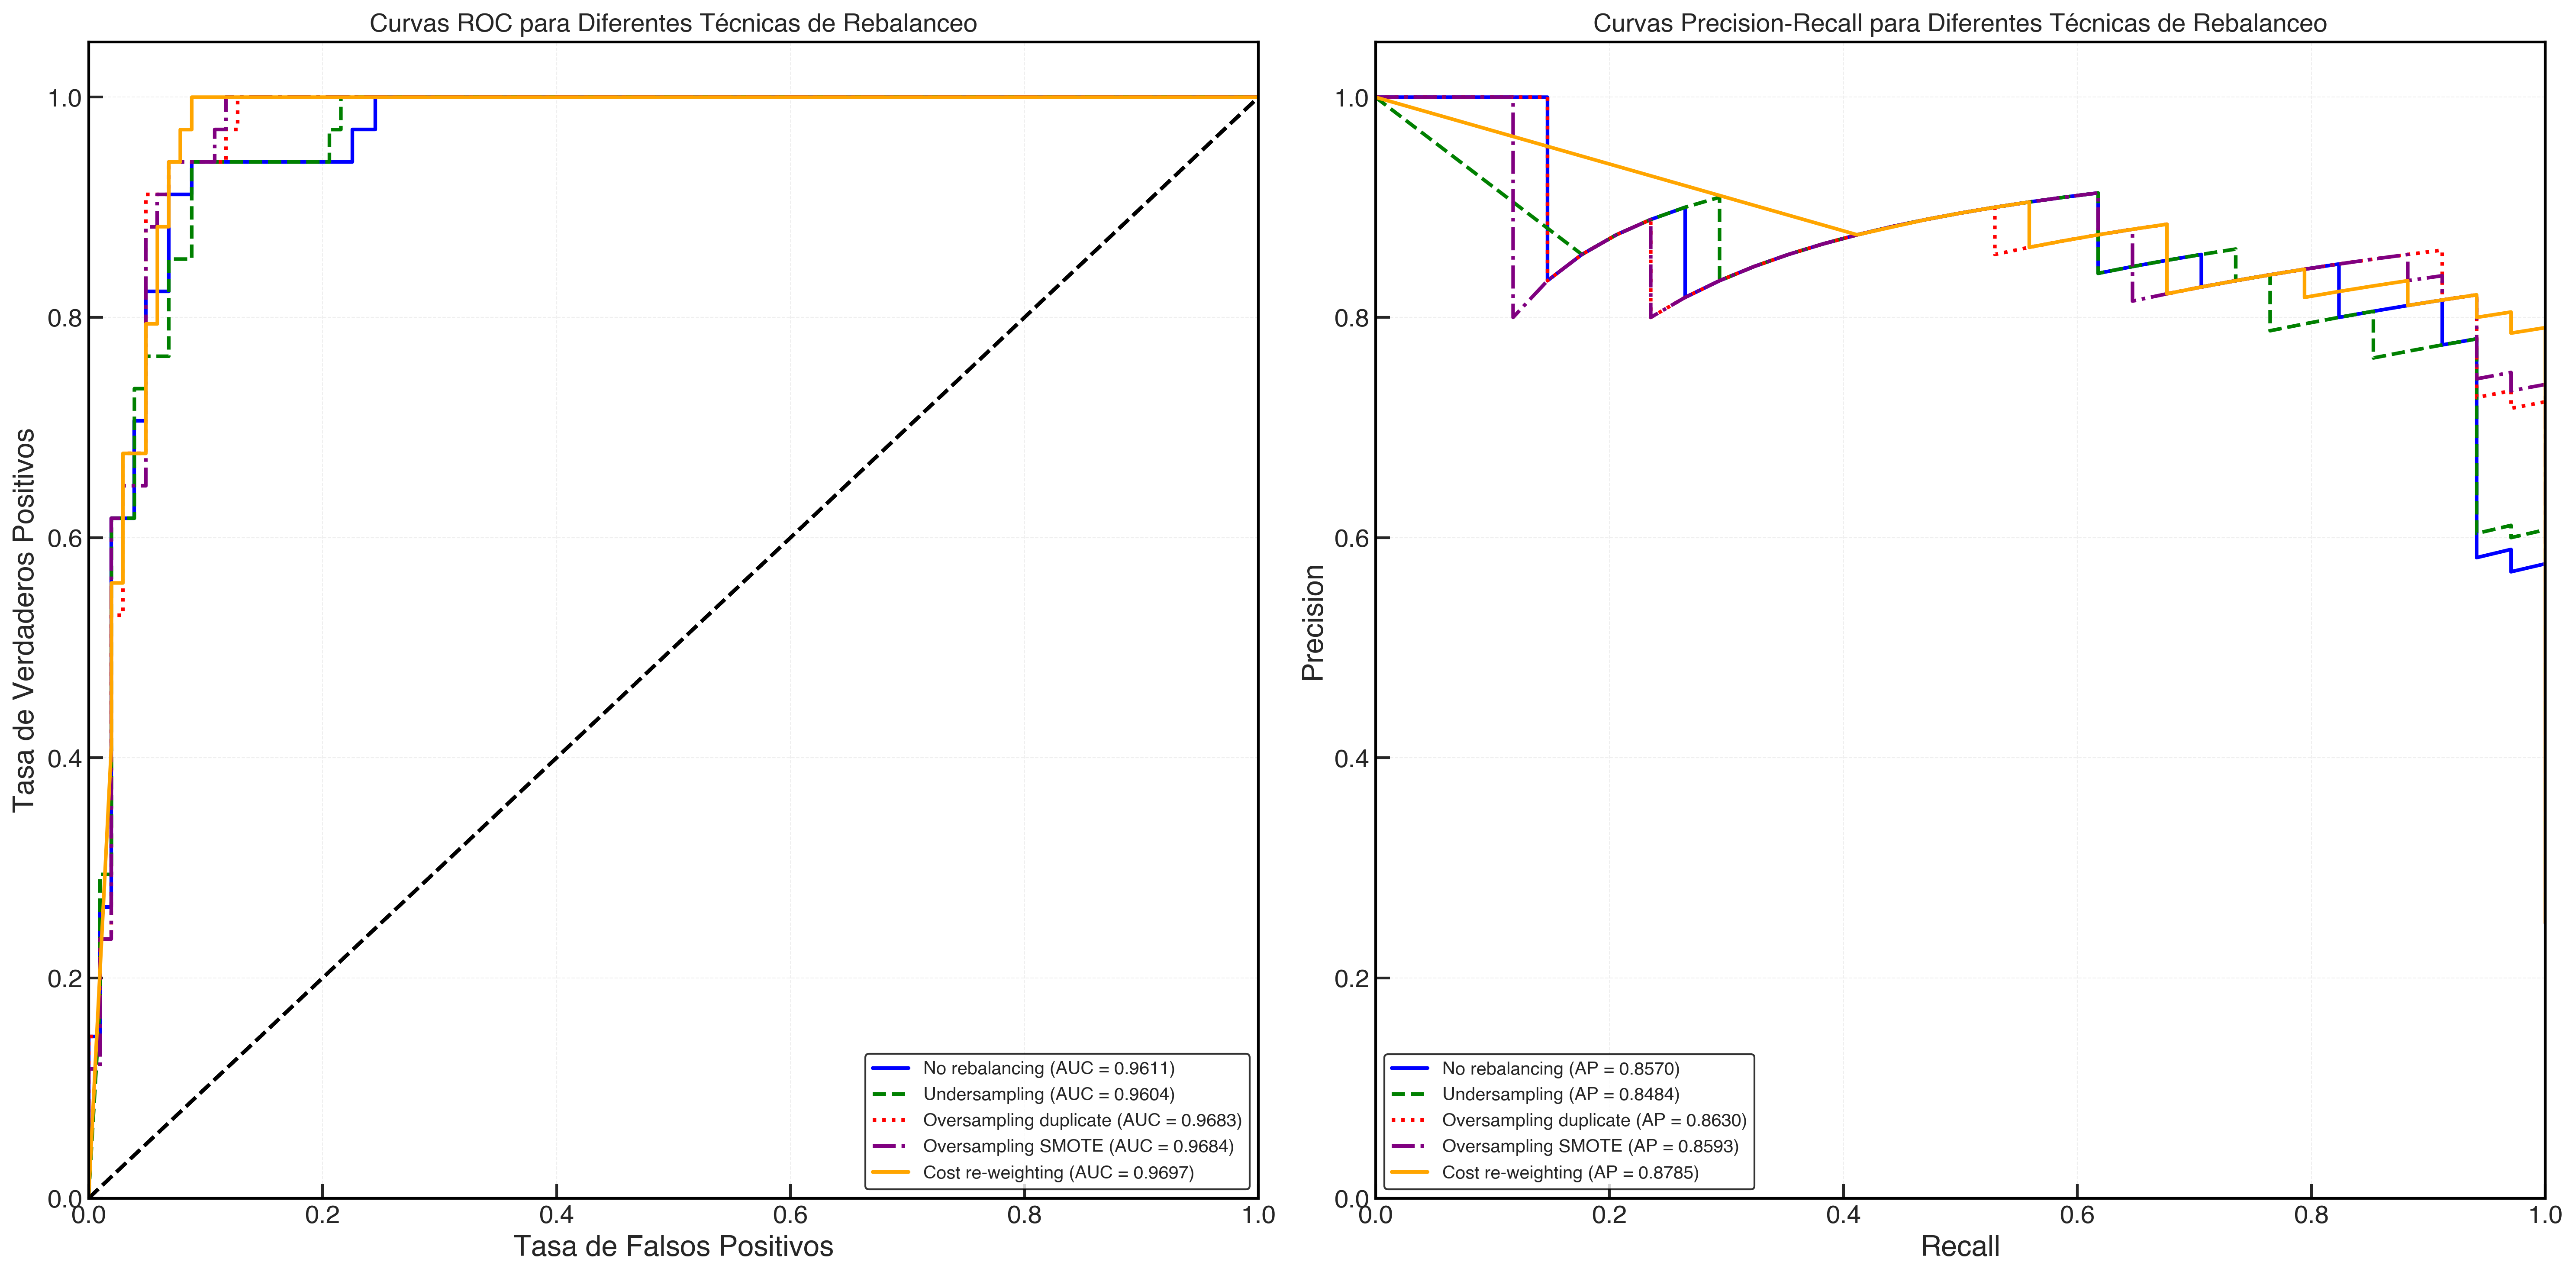 Curvas ROC para Diferentes Técnicas de Rebalanceo
Tasa de Verdaderos Positivos
1.0
0.8
0.6
0.4
0.2
0.0
0.0 0.2 0.4 0.6 0.8 1.0
Tasa de Falsos Positivos
No rebalancing (AUC = 0.9611)
Undersampling (AUC = 0.9604)
Oversampling duplicate (AUC = 0.9683)
Oversampling SMOTE (AUC = 0.9684)
Cost re-weighting (AUC = 0.9697)
Curvas Precision-Recall para Diferentes Técnicas de Rebalanceo
Precision
1.0
0.8
0.6
0.4
0.2
0.0
0.0 0.2 0.4 0.6 0.8 1.0
Recall
No rebalancing (AP = 0.8570)
Undersampling (AP = 0.8484)
Oversampling duplicate (AP = 0.8630)
Oversampling SMOTE (AP = 0.8593)
Cost re-weighting (AP = 0.8785)